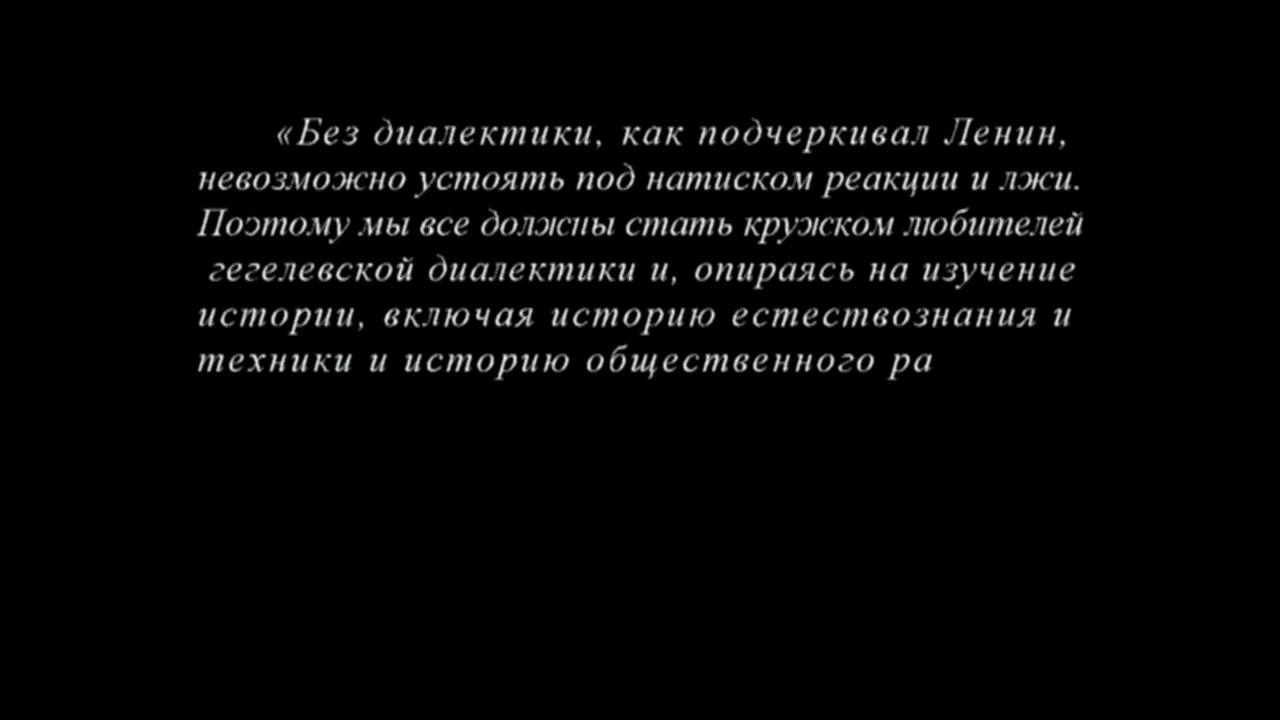 «Без диалектики, как подчеркивал Ленин,
невозможно устоять под натиском реакции и лжи.
Поэтому мы все должны стать кружком любителей
гегелевской диалектики и, опираясь на изучение
истории, включая историю естествознания и
техники и историю общественного ра